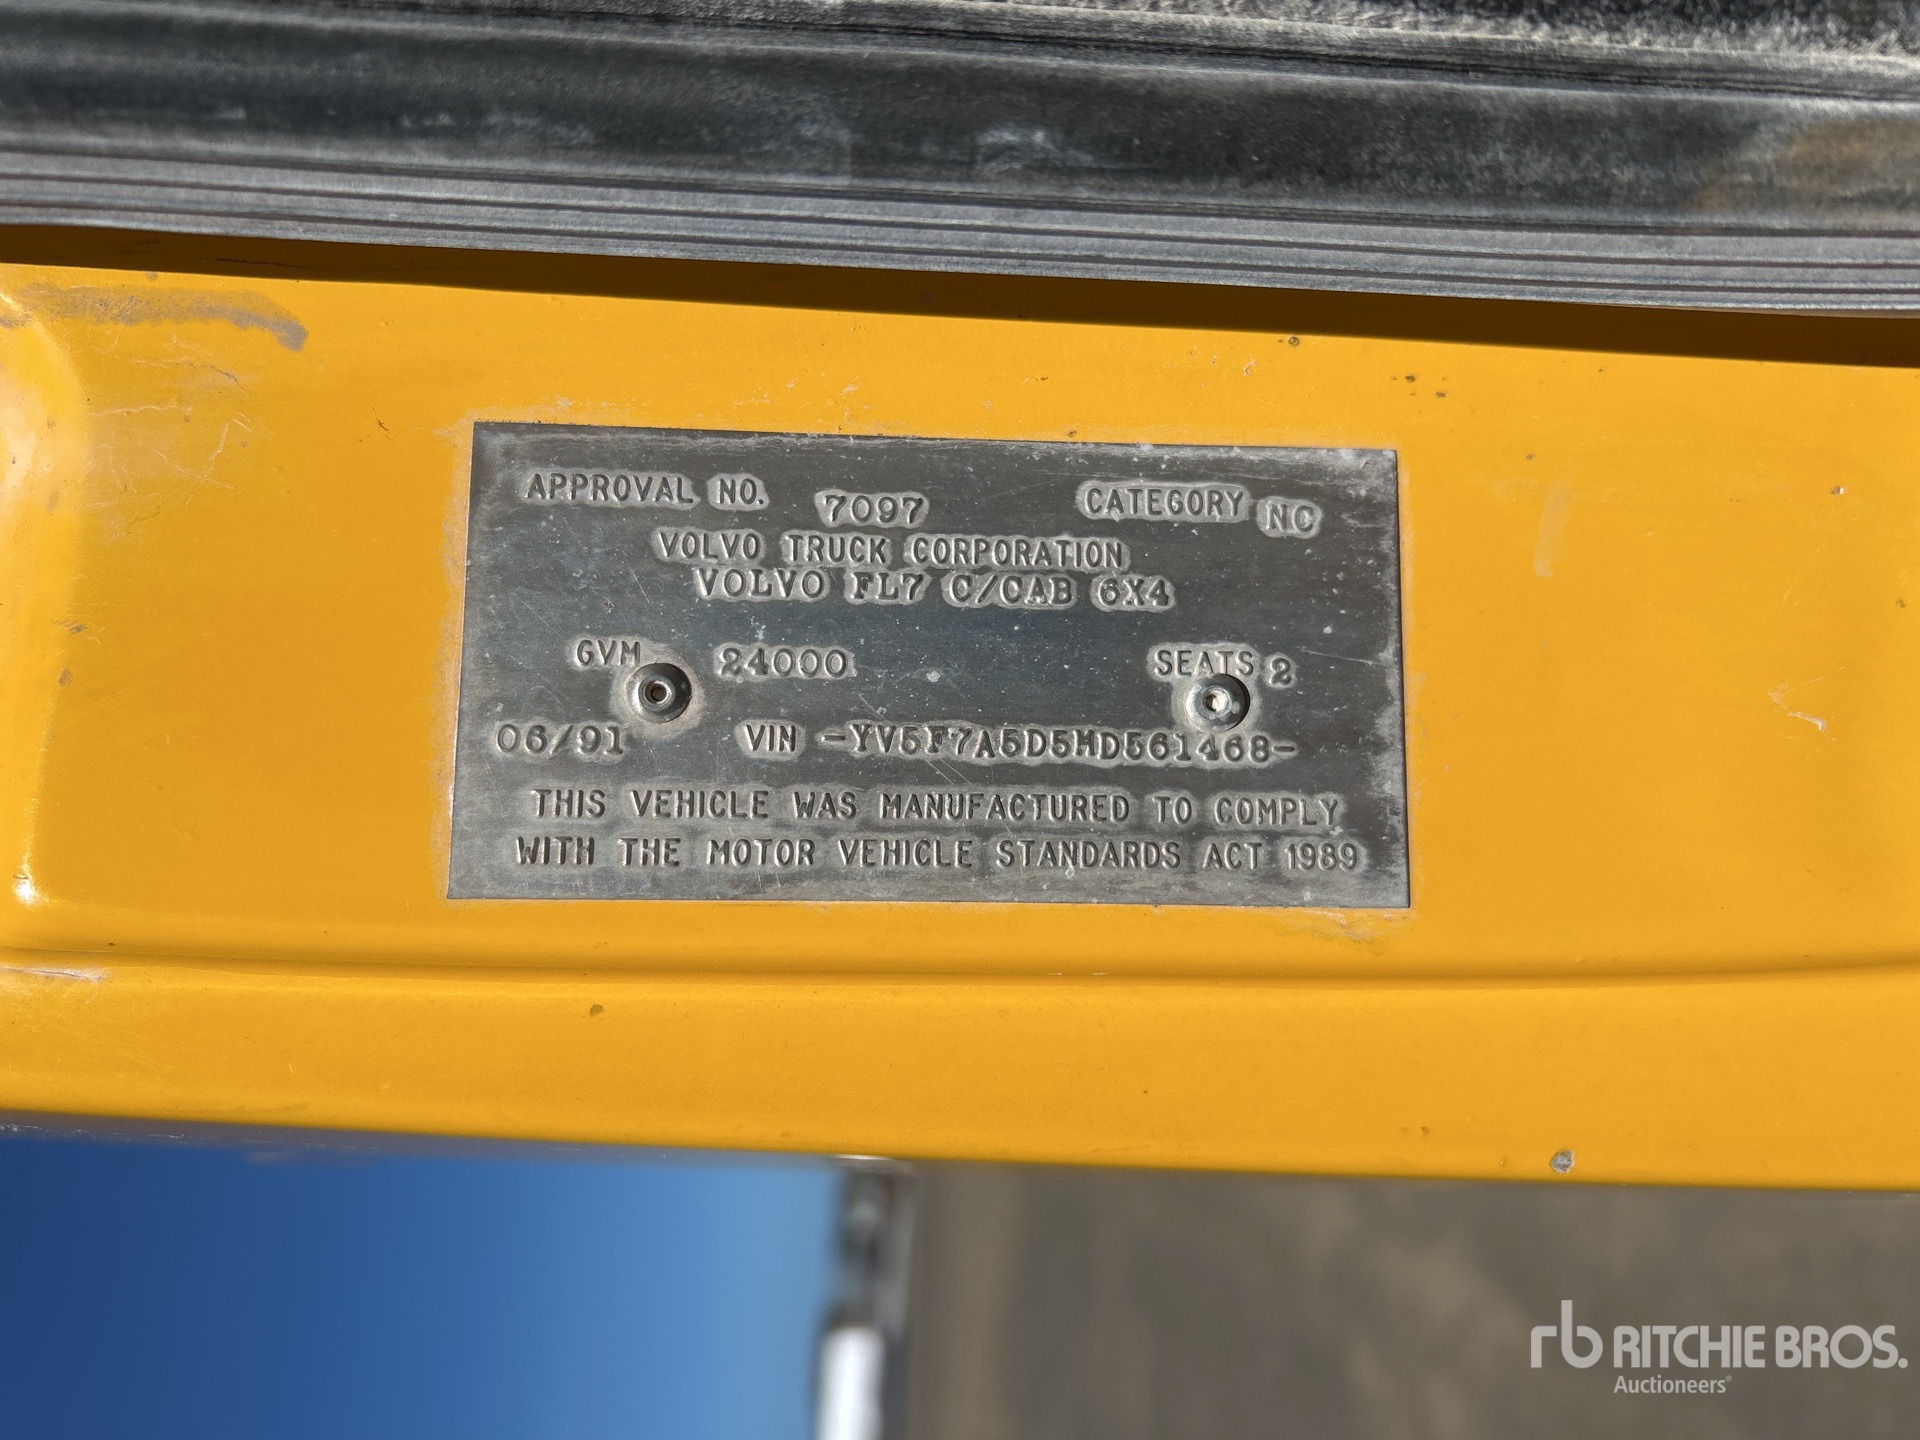 APPROVAL NO. 7097 CATEGORY NC
VOLVO TRUCK CORPORATION
VOLVO FL7 C/CAB 6X4
GVM 24000 SEATS 2
06/91 VIN -YV5F7A5D5MD561468-
THIS VEHICLE WAS MANUFACTURED TO COMPLY
WITH THE MOTOR VEHICLE STANDARDS ACT 1989
rb RITCHIE BROS.
Auctioneers